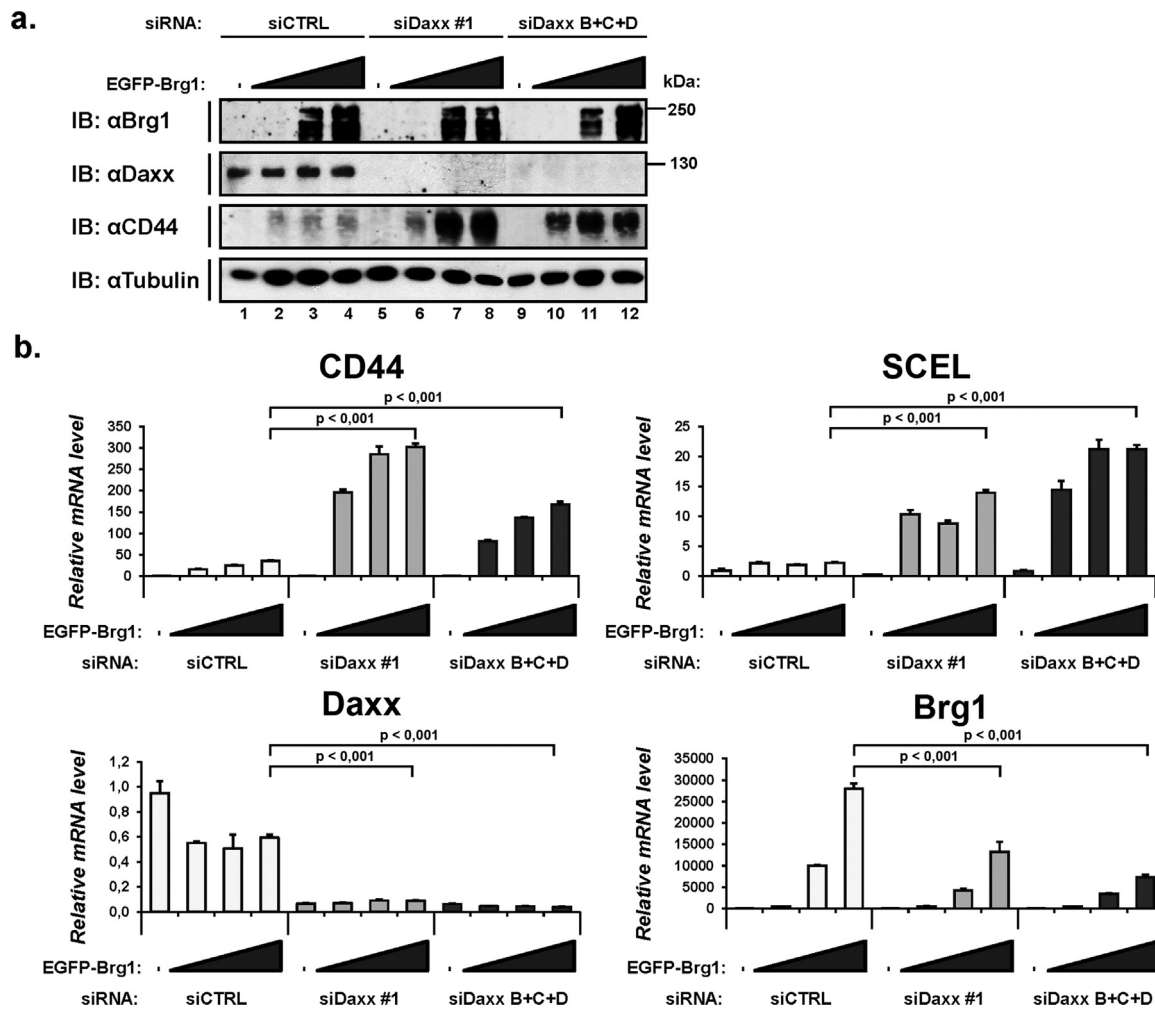 a.
siRNA: siCTRL siDaxx #1 siDaxx B+C+D
EGFP-Brg1: - - - kDa:
IB: αBrg1 250
IB: αDaxx 130
IB: αCD44
IB: αTubulin
1 2 3 4 5 6 7 8 9 10 11 12
b.
CD44
p < 0,001
p < 0,001
Relative mRNA level
350
300
250
200
150
100
50
0
EGFP-Brg1: - - -
siRNA: siCTRL siDaxx #1 siDaxx B+C+D
SCEL
p < 0,001
p < 0,001
Relative mRNA level
25
20
15
10
5
0
EGFP-Brg1: - - -
siRNA: siCTRL siDaxx #1 siDaxx B+C+D
Daxx
p < 0,001
p < 0,001
Relative mRNA level
1,2
1,0
0,8
0,6
0,4
0,2
0,0
EGFP-Brg1: - - -
siRNA: siCTRL siDaxx #1 siDaxx B+C+D
Brg1
p < 0,001
p < 0,001
Relative mRNA level
35000
30000
25000
20000
15000
10000
5000
0
EGFP-Brg1: - - -
siRNA: siCTRL siDaxx #1 siDaxx B+C+D